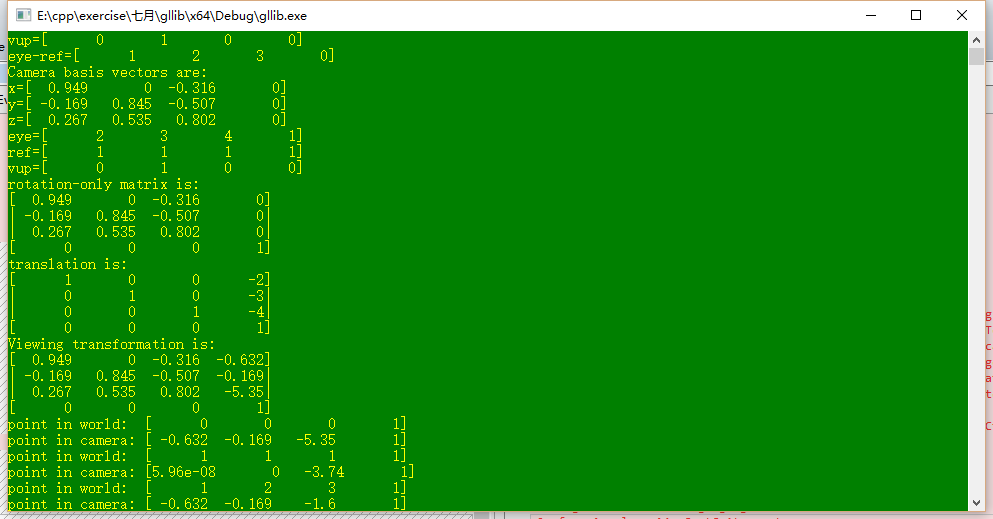 E:\cpp\exercise\七月\gllib\x64\Debug\gllib.exe
vup=[      0       1       0       0]
eye-ref=[      1       2       3       0]
Camera basis vectors are:
x=[  0.949       0  -0.316       0]
y=[ -0.169   0.845  -0.507       0]
z=[  0.267   0.535   0.802       0]
eye=[      2       3       4       1]
ref=[      1       1       1       1]
vup=[      0       1       0       0]
rotation-only matrix is:
[  0.949       0  -0.316       0]
| -0.169   0.845  -0.507       0|
|  0.267   0.535   0.802       0|
[      0       0       0       1]
translation is:
[      1       0       0      -2]
|      0       1       0      -3|
|      0       0       1      -4|
[      0       0       0       1]
Viewing transformation is:
[  0.949       0  -0.316  -0.632]
| -0.169   0.845  -0.507  -0.169|
|  0.267   0.535   0.802   -5.35|
[      0       0       0       1]
point in world:  [      0       0       0       1]
point in camera: [ -0.632  -0.169   -5.35       1]
point in world:  [      1       1       1       1]
point in camera: [5.96e-08       0   -3.74       1]
point in world:  [      1       2       3       1]
point in camera: [ -0.632  -0.169    -1.6       1]